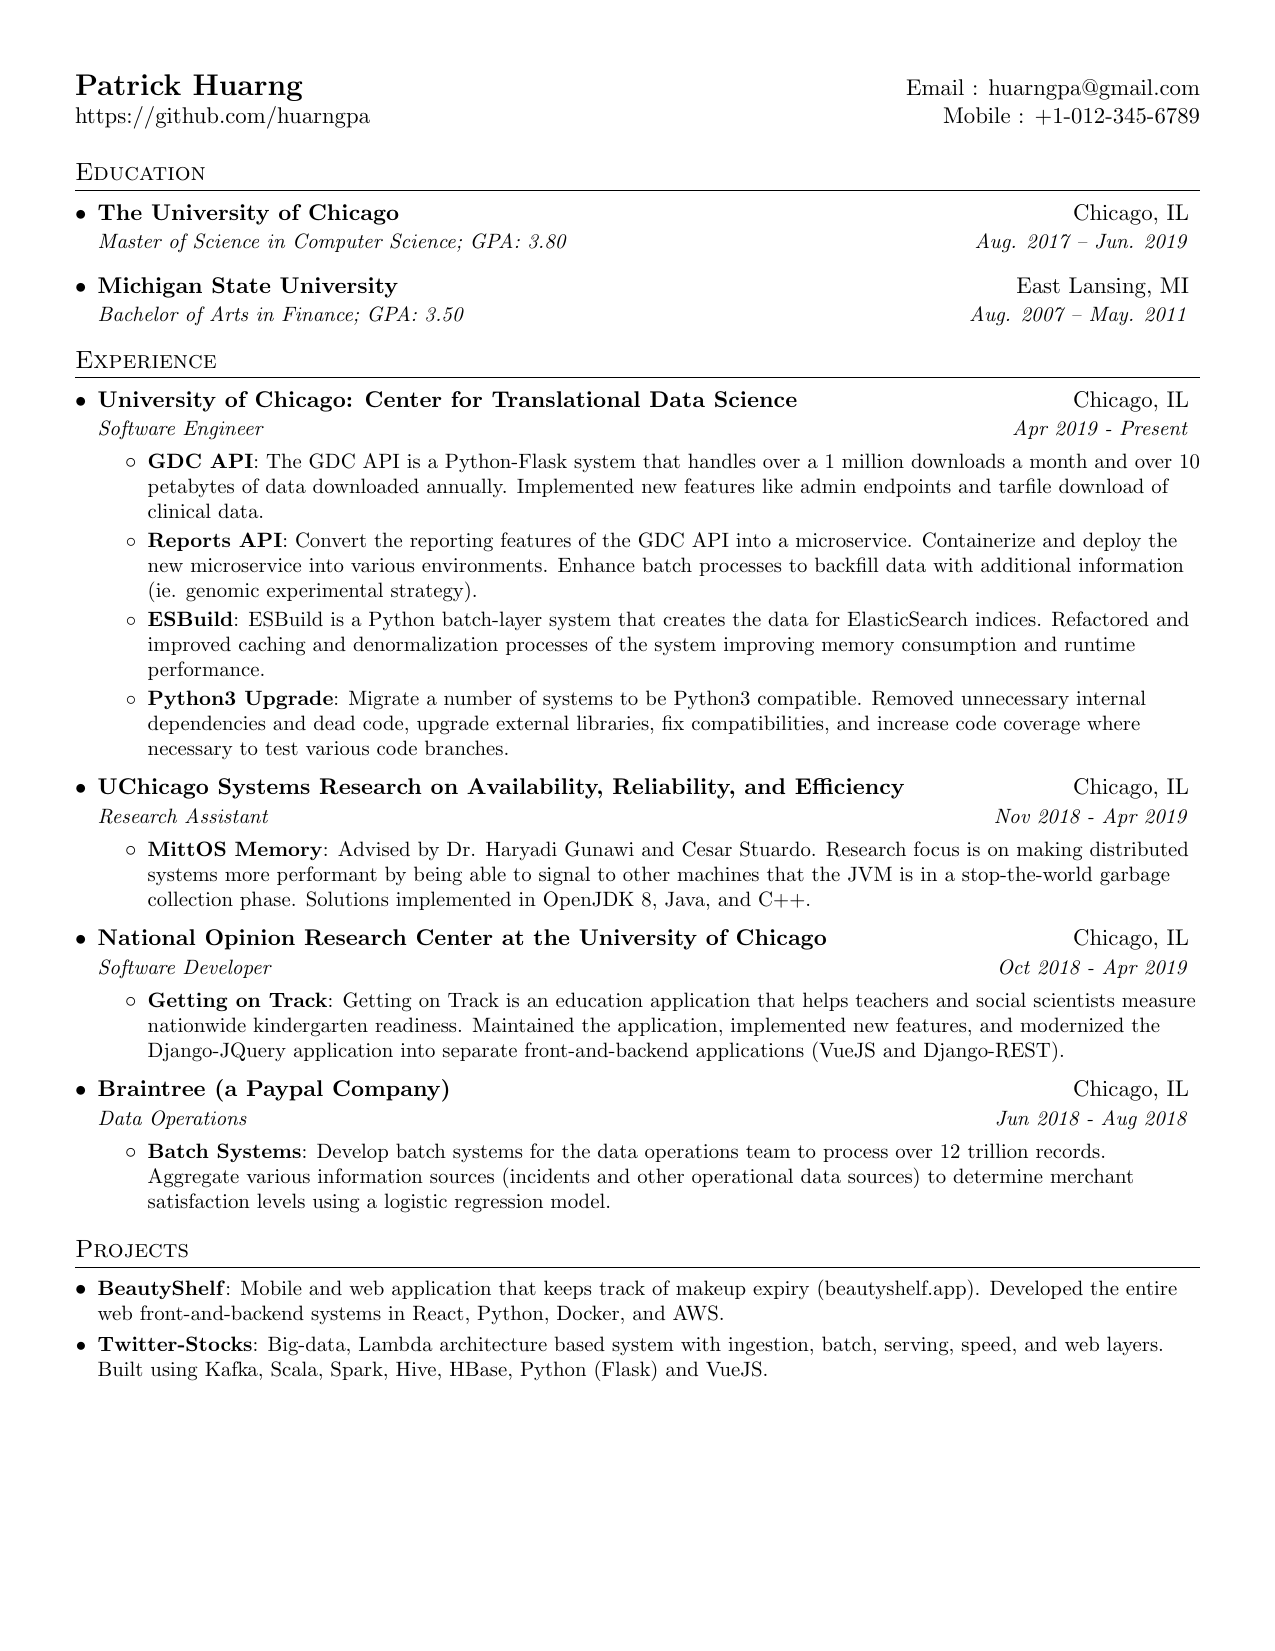 Patrick Huarng
Email : huarngpa@gmail.com
https://github.com/huarngpa
Mobile : +1-012-345-6789
Education
• The University of Chicago
Chicago, IL
Master of Science in Computer Science; GPA: 3.80
Aug. 2017 – Jun. 2019
• Michigan State University
East Lansing, MI
Bachelor of Arts in Finance; GPA: 3.50
Aug. 2007 – May. 2011
Experience
• University of Chicago: Center for Translational Data Science
Chicago, IL
Software Engineer
Apr 2019 - Present
◦ GDC API: The GDC API is a Python-Flask system that handles over a 1 million downloads a month and over 10
petabytes of data downloaded annually. Implemented new features like admin endpoints and tarfile download of
clinical data.
◦ Reports API: Convert the reporting features of the GDC API into a microservice. Containerize and deploy the
new microservice into various environments. Enhance batch processes to backfill data with additional information
(ie. genomic experimental strategy).
◦ ESBuild: ESBuild is a Python batch-layer system that creates the data for ElasticSearch indices. Refactored and
improved caching and denormalization processes of the system improving memory consumption and runtime
performance.
◦ Python3 Upgrade: Migrate a number of systems to be Python3 compatible. Removed unnecessary internal
dependencies and dead code, upgrade external libraries, fix compatibilities, and increase code coverage where
necessary to test various code branches.
• UChicago Systems Research on Availability, Reliability, and Efficiency
Chicago, IL
Research Assistant
Nov 2018 - Apr 2019
◦ MittOS Memory: Advised by Dr. Haryadi Gunawi and Cesar Stuardo. Research focus is on making distributed
systems more performant by being able to signal to other machines that the JVM is in a stop-the-world garbage
collection phase. Solutions implemented in OpenJDK 8, Java, and C++.
• National Opinion Research Center at the University of Chicago
Chicago, IL
Software Developer
Oct 2018 - Apr 2019
◦ Getting on Track: Getting on Track is an education application that helps teachers and social scientists measure
nationwide kindergarten readiness. Maintained the application, implemented new features, and modernized the
Django-JQuery application into separate front-and-backend applications (VueJS and Django-REST).
• Braintree (a Paypal Company)
Chicago, IL
Data Operations
Jun 2018 - Aug 2018
◦ Batch Systems: Develop batch systems for the data operations team to process over 12 trillion records.
Aggregate various information sources (incidents and other operational data sources) to determine merchant
satisfaction levels using a logistic regression model.
Projects
• BeautyShelf: Mobile and web application that keeps track of makeup expiry (beautyshelf.app). Developed the entire
web front-and-backend systems in React, Python, Docker, and AWS.
• Twitter-Stocks: Big-data, Lambda architecture based system with ingestion, batch, serving, speed, and web layers.
Built using Kafka, Scala, Spark, Hive, HBase, Python (Flask) and VueJS.